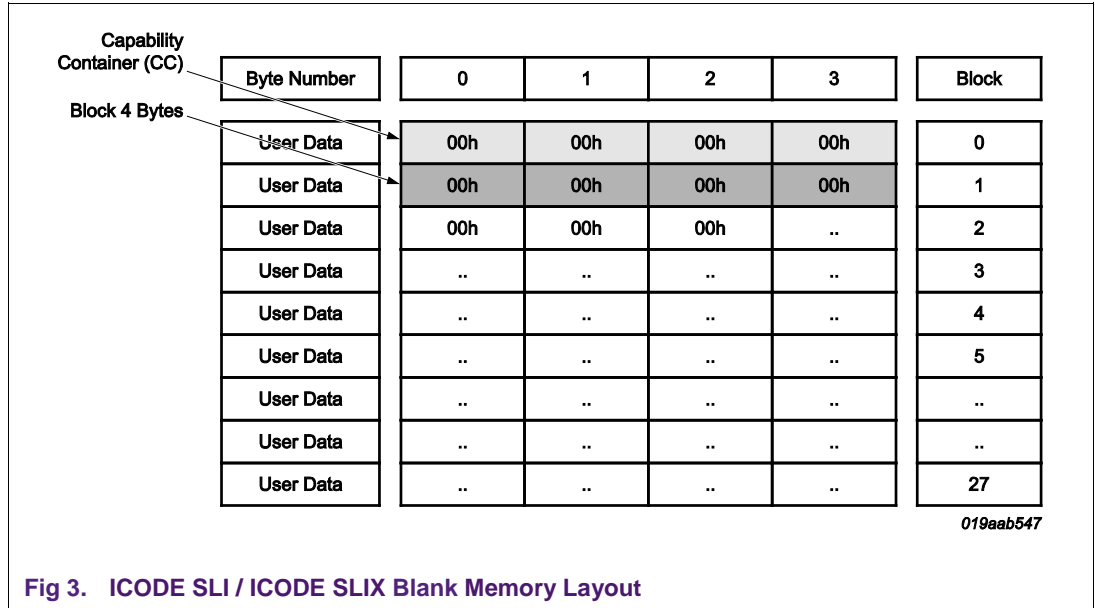 Capability
Container (CC)
Block 4 Bytes
Byte Number 0 1 2 3 Block
User Data 00h 00h 00h 00h 0
User Data 00h 00h 00h 00h 1
User Data 00h 00h 00h .. 2
User Data .. .. .. .. 3
User Data .. .. .. .. 4
User Data .. .. .. .. 5
User Data .. .. .. .. ..
User Data .. .. .. .. ..
User Data .. .. .. .. 27
019aab547
Fig 3. ICODE SLI / ICODE SLIX Blank Memory Layout